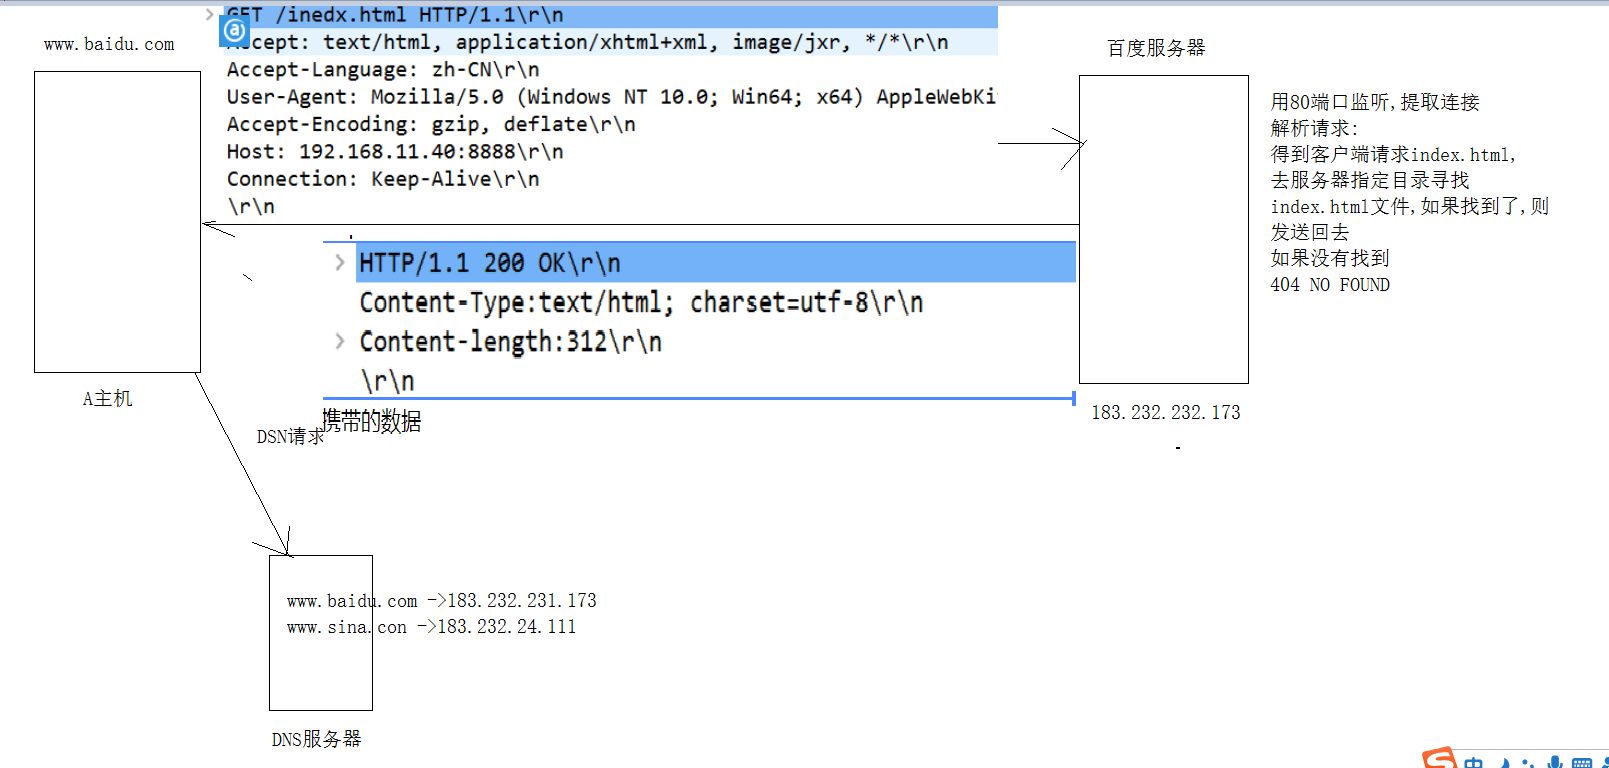 GET /inedx.html HTTP/1.1\r\n
Accept: text/html, application/xhtml+xml, image/jxr, */*\r\n
Accept-Language: zh-CN\r\n
User-Agent: Mozilla/5.0 (Windows NT 10.0; Win64; x64) AppleWebKi
Accept-Encoding: gzip, deflate\r\n
Host: 192.168.11.40:8888\r\n
Connection: Keep-Alive\r\n
\r\n
www.baidu.com
A主机
百度服务器
183.232.232.173
用80端口监听,提取连接
解析请求:
得到客户端请求index.html,
去服务器指定目录寻找
index.html文件,如果找到了,则
发送回去
如果没有找到
404 NO FOUND
HTTP/1.1 200 OK\r\n
Content-Type:text/html; charset=utf-8\r\n
Content-length:312\r\n
\r\n
携带的数据
DSN请求
www.baidu.com ->183.232.231.173
www.sina.con ->183.232.24.111
DNS服务器
中